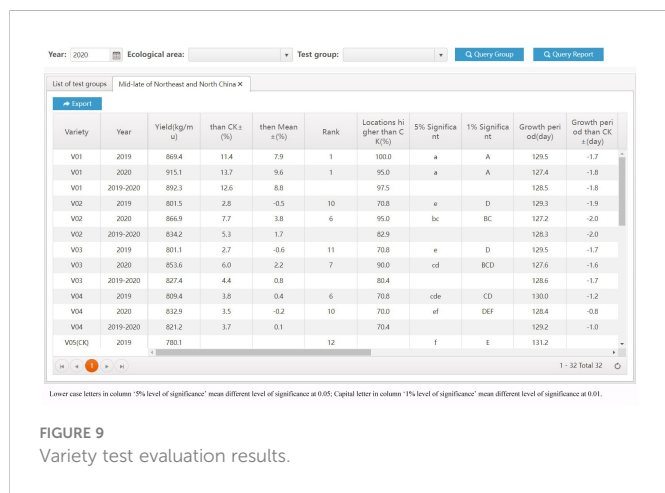 Year: 2020 Ecological area: Test group: Query Group Query Report
List of test groups Mid-late of Northeast and North China ×
Export
Variety Year Yield(kg/m u) than CK± (%) then Mean ±(%) Rank Locations hi gher than C K(%) 5% Significa nt 1% Significa nt Growth peri od(day) Growth peri od than CK ±(day)
V01 2019 869.4 11.4 7.9 1 100.0 a A 129.5 -1.7
V01 2020 915.1 13.7 9.6 1 95.0 a A 127.4 -1.8
V01 2019-2020 892.3 12.6 8.8 97.5 128.5 -1.8
V02 2019 801.5 2.8 -0.5 10 70.8 e D 129.3 -1.9
V02 2020 866.9 7.7 3.8 6 95.0 bc BC 127.2 -2.0
V02 2019-2020 834.2 5.3 1.7 82.9 128.3 -2.0
V03 2019 801.1 2.7 -0.6 11 70.8 e D 129.5 -1.7
V03 2020 853.6 6.0 2.2 7 90.0 cd BCD 127.6 -1.6
V03 2019-2020 827.4 4.4 0.8 80.4 128.6 -1.7
V04 2019 809.4 3.8 0.4 6 70.8 cde CD 130.0 -1.2
V04 2020 832.9 3.5 -0.2 10 70.0 ef DEF 128.4 -0.8
V04 2019-2020 821.2 3.7 0.1 70.4 129.2 -1.0
V05(CK) 2019 780.1 12 f E 131.2
1 1 - 32 Total 32
Lower case letters in column ‘5% level of significance’ mean different level of significance at 0.05; Capital letter in column ‘1% level of significance’ mean different level of significance at 0.01.
FIGURE 9
Variety test evaluation results.